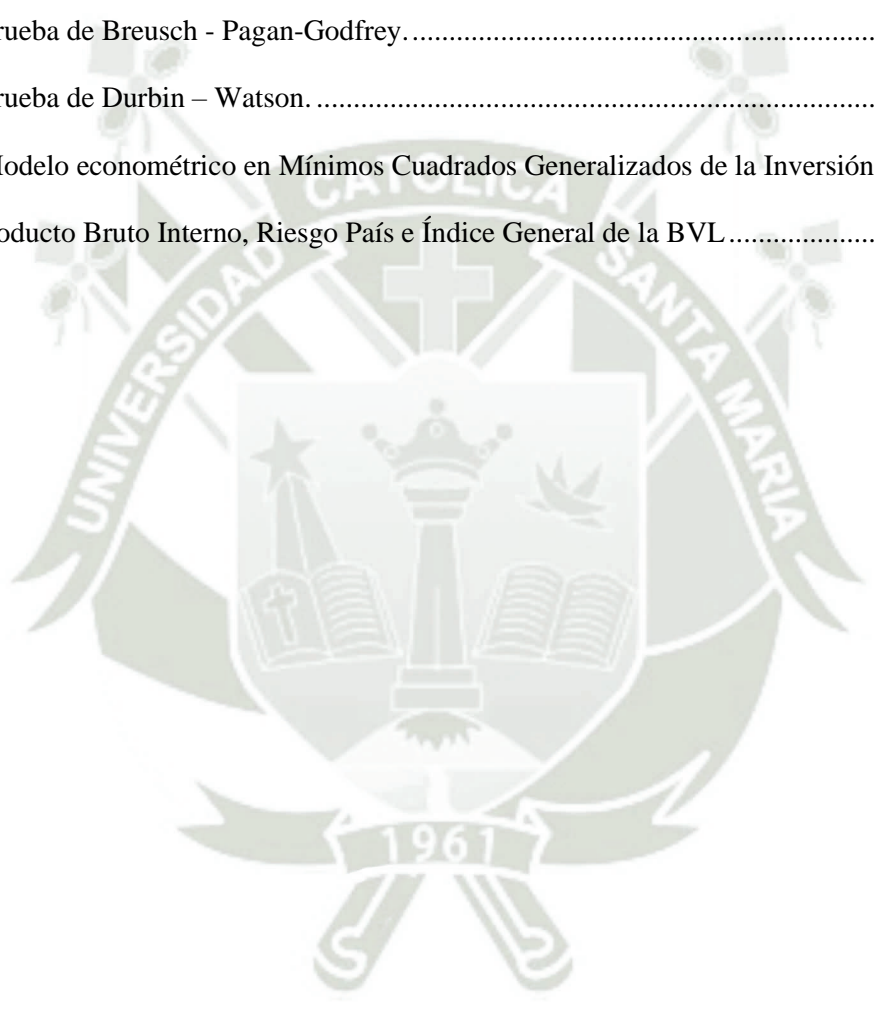 rueba de Breusch - Pagan-Godfrey. ..............................................................
rueba de Durbin – Watson. ...........................................................................
odelo econométrico en Mínimos Cuadrados Generalizados de la Inversión
oducto Bruto Interno, Riesgo País e Índice General de la BVL ....................
UNIVERSIDAD CATOLICA SANTA MARIA
1961